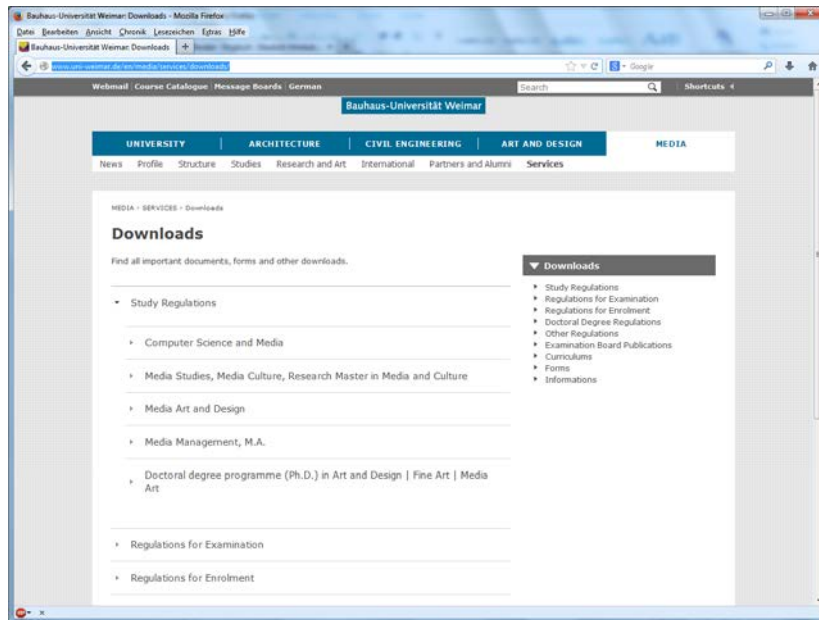 Bauhaus-Universität Weimar: Downloads - Mozilla Firefox
Datei Bearbeiten Ansicht Chronik Lesezeichen Extras Hilfe
Bauhaus-Universität Weimar: Downloads +
www.uni-weimar.de/en/media/services/downloads/
Google
Webmail Course Catalogue Message Boards German
Search
Shortcuts
Bauhaus-Universität Weimar
UNIVERSITY ARCHITECTURE CIVIL ENGINEERING ART AND DESIGN MEDIA
News Profile Structure Studies Research and Art International Partners and Alumni Services
MEDIA > SERVICES > Downloads
Downloads
Find all important documents, forms and other downloads.
Study Regulations
Computer Science and Media
Media Studies, Media Culture, Research Master in Media and Culture
Media Art and Design
Media Management, M.A.
Doctoral degree programme (Ph.D.) in Art and Design | Fine Art | Media
Art
Regulations for Examination
Regulations for Enrolment
Downloads
Study Regulations
Regulations for Examination
Regulations for Enrolment
Doctoral Degree Regulations
Other Regulations
Examination Board Publications
Curriculums
Forms
Informations